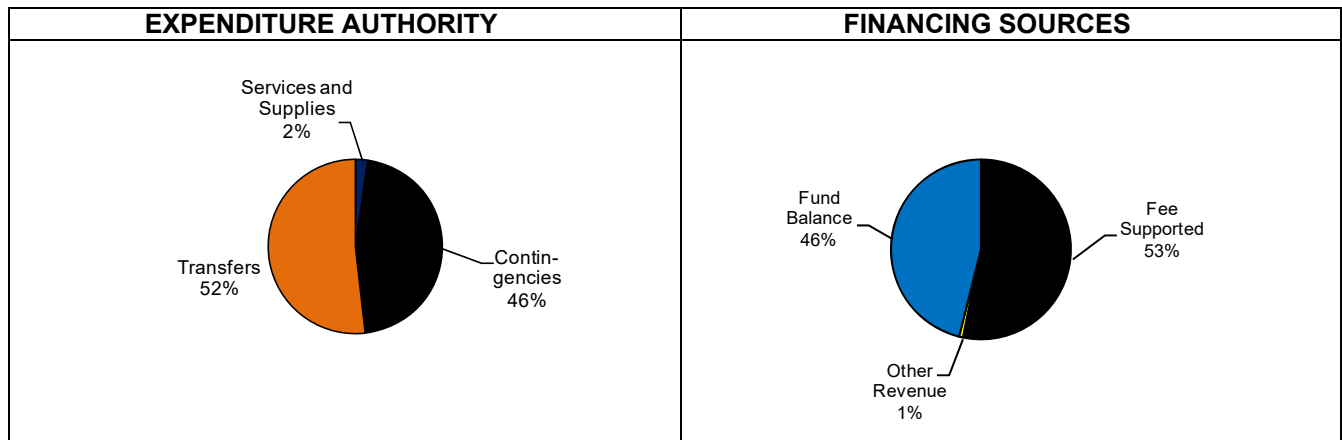 EXPENDITURE AUTHORITY
Services and
Supplies
2%
Contin-
gencies
46%
Transfers
52%
FINANCING SOURCES
Fund
Balance
46%
Fee
Supported
53%
Other
Revenue
1%